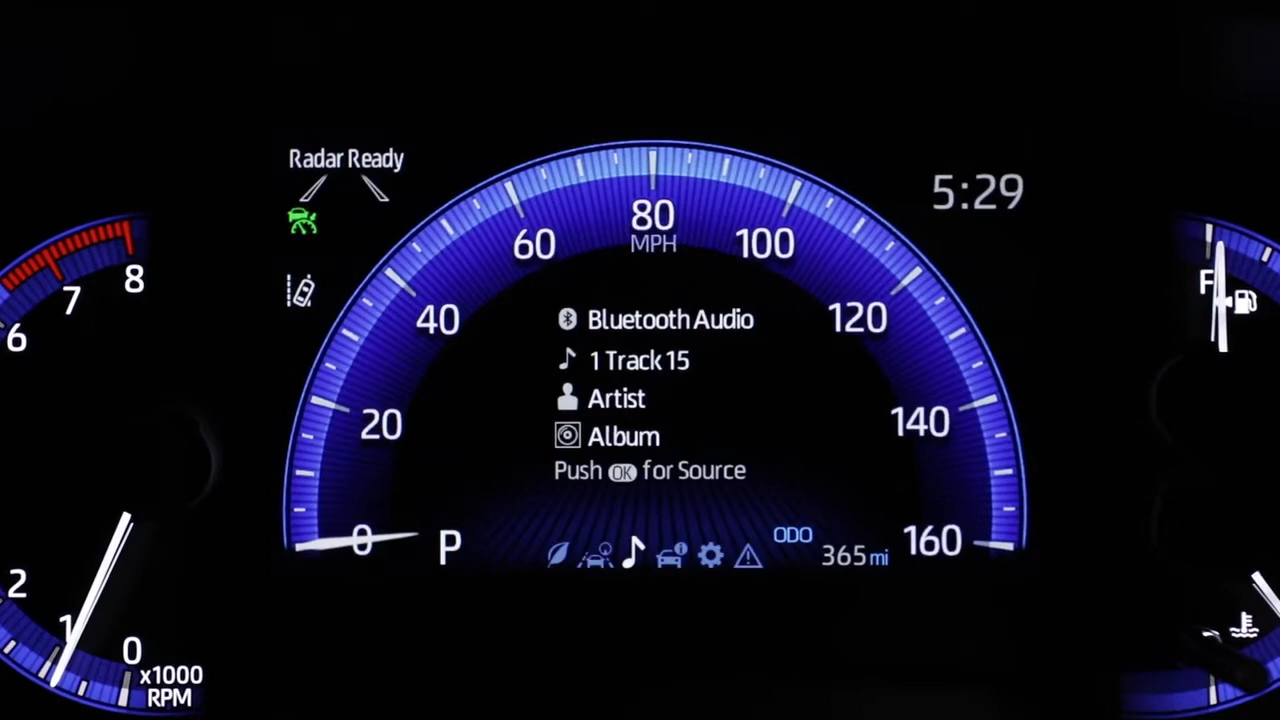 Radar Ready
5:29
80
MPH
60
100
40
120
20
140
0
160
Bluetooth Audio
1 Track 15
Artist
Album
Push OK for Source
P
ODO
365 mi
8
7
6
2
1
0
x1000
RPM
F